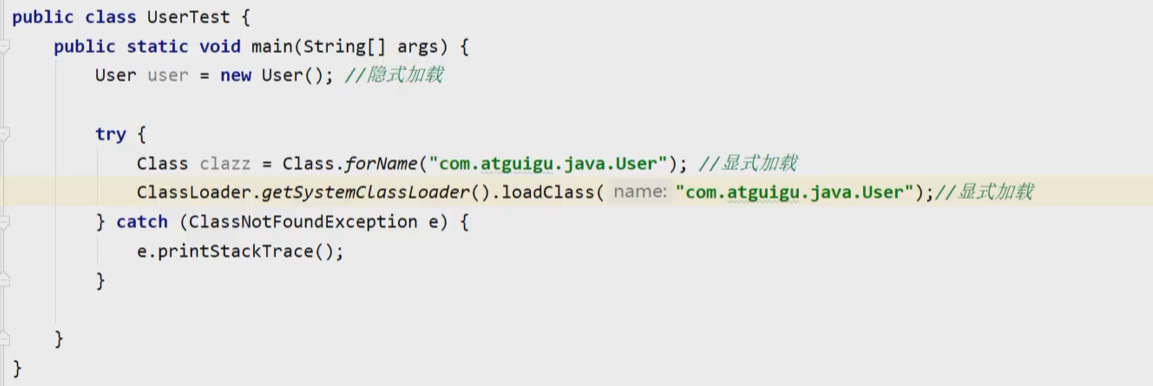 public class UserTest {
public static void main(String[] args) {
User user = new User(); //隐式加载
try {
Class clazz = Class.forName("com.atguigu.java.User"); //显式加载
ClassLoader.getSystemClassLoader().loadClass( name: "com.atguigu.java.User");//显式加载
} catch (ClassNotFoundException e) {
e.printStackTrace();
}
}
}